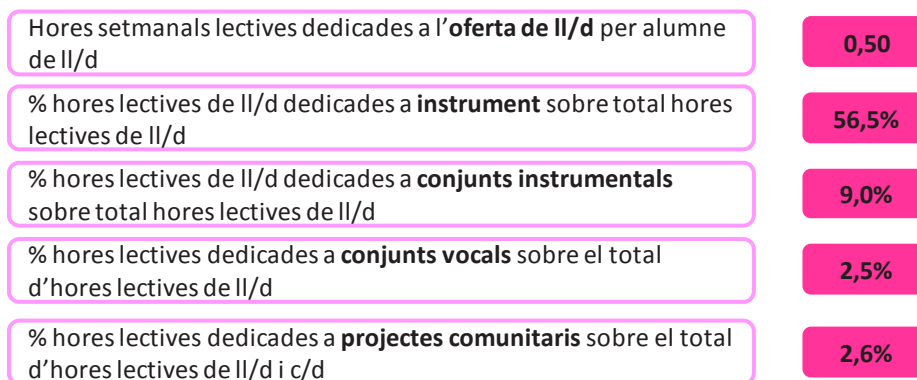 Hores setmanals lectives dedicades a l’oferta de ll/d per alumne
de ll/d
0,50
% hores lectives de ll/d dedicades a instrument sobre total hores
lectives de ll/d
56,5%
% hores lectives de ll/d dedicades a conjunts instrumentals
sobre total hores lectives de ll/d
9,0%
% hores lectives dedicades a conjunts vocals sobre el total
d’hores lectives de ll/d
2,5%
% hores lectives dedicades a projectes comunitaris sobre el total
d’hores lectives de ll/d i c/d
2,6%